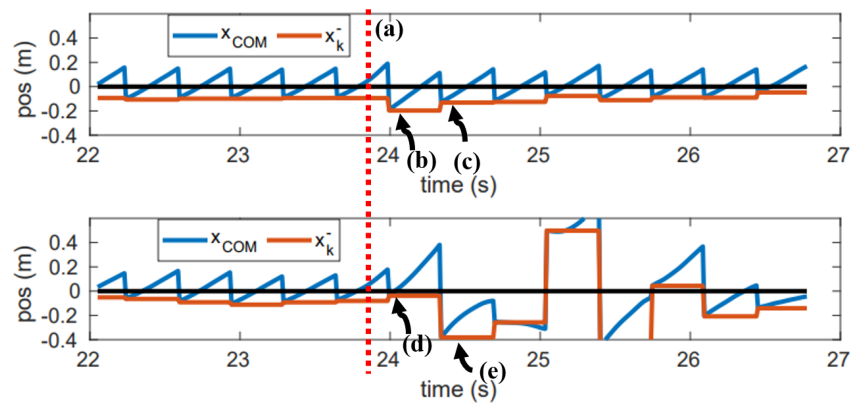 (a)
x_COM x_k^-
0.4
0.2
0
-0.2
-0.4
pos (m)
22 23 24 25 26 27
(b) (c)
time (s)
x_COM x_k^-
0.4
0.2
0
-0.2
-0.4
pos (m)
22 23 24 25 26 27
(d)
(e)
time (s)